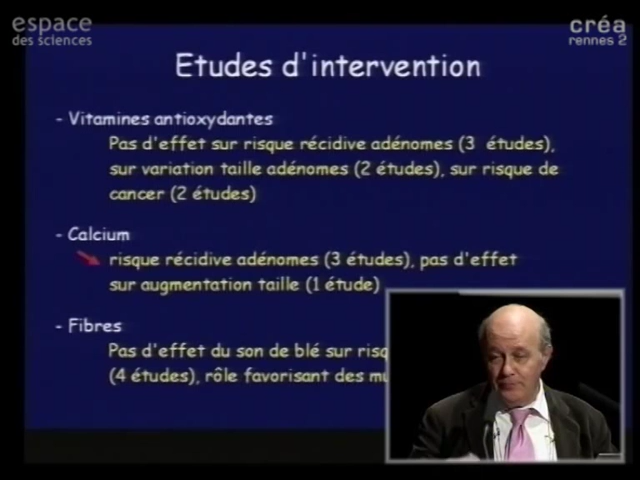 espace
des sciences
créa
rennes 2
Etudes d'intervention
- Vitamines antioxydantes
Pas d'effet sur risque récidive adénomes (3 études),
sur variation taille adénomes (2 études), sur risque de
cancer (2 études)
- Calcium
risque récidive adénomes (3 études), pas d'effet
sur augmentation taille (1 étude)
- Fibres
Pas d'effet du son de blé sur
(4 études), rôle favorisant des